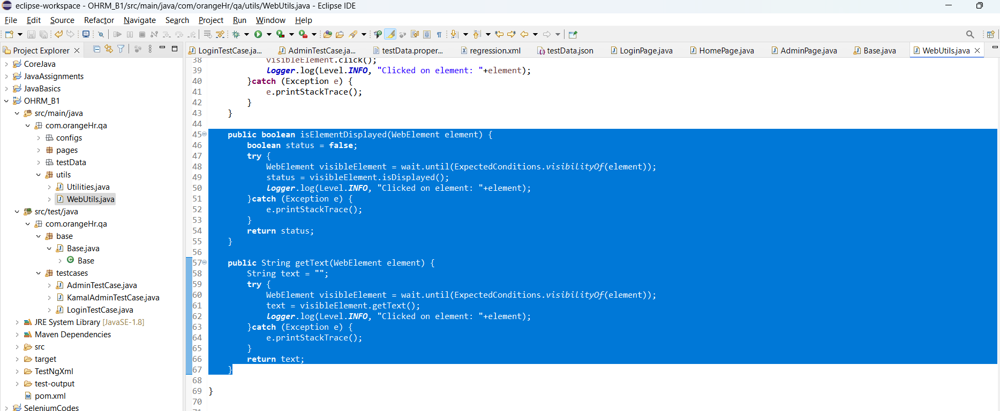 eclipse-workspace - OHRM_B1/src/main/java/com/orangeHr/qa/utils/WebUtils.java - Eclipse IDE
File Edit Source Refactor Navigate Search Project Run Window Help
Project Explorer
CoreJava
JavaAssignments
JavaBasics
OHRM_B1
src/main/java
com.orangeHr.qa
configs
pages
testData
utils
Utilities.java
WebUtils.java
src/test/java
com.orangeHr.qa
base
Base.java
Base
testcases
AdminTestCase.java
KamalAdminTestCase.java
LoginTestCase.java
JRE System Library [JavaSE-1.8]
Maven Dependencies
src
target
TestNgXml
test-output
pom.xml
SeleniumCodes
LoginTestCase.ja... AdminTestCase.ja... testData.proper... regression.xml testData.json LoginPage.java HomePage.java AdminPage.java Base.java WebUtils.java
38 visibleElement.click();
39 logger.log(Level.INFO, "Clicked on element: "+element);
40 }catch (Exception e) {
41 e.printStackTrace();
42 }
43 }
44
45 public boolean isElementDisplayed(WebElement element) {
46 boolean status = false;
47 try {
48 WebElement visibleElement = wait.until(ExpectedConditions.visibilityOf(element));
49 status = visibleElement.isDisplayed();
50 logger.log(Level.INFO, "Clicked on element: "+element);
51 }catch (Exception e) {
52 e.printStackTrace();
53 }
54 return status;
55 }
56
57 public String getText(WebElement element) {
58 String text = "";
59 try {
60 WebElement visibleElement = wait.until(ExpectedConditions.visibilityOf(element));
61 text = visibleElement.getText();
62 logger.log(Level.INFO, "Clicked on element: "+element);
63 }catch (Exception e) {
64 e.printStackTrace();
65 }
66 return text;
67 }
68
69 }
70